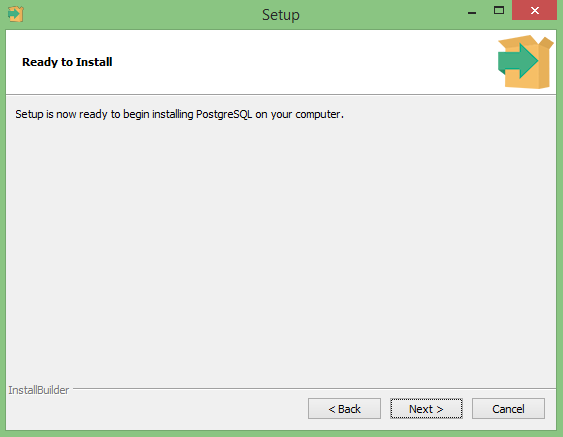 Setup
Ready to Install
Setup is now ready to begin installing PostgreSQL on your computer.
InstallBuilder
< Back
Next >
Cancel